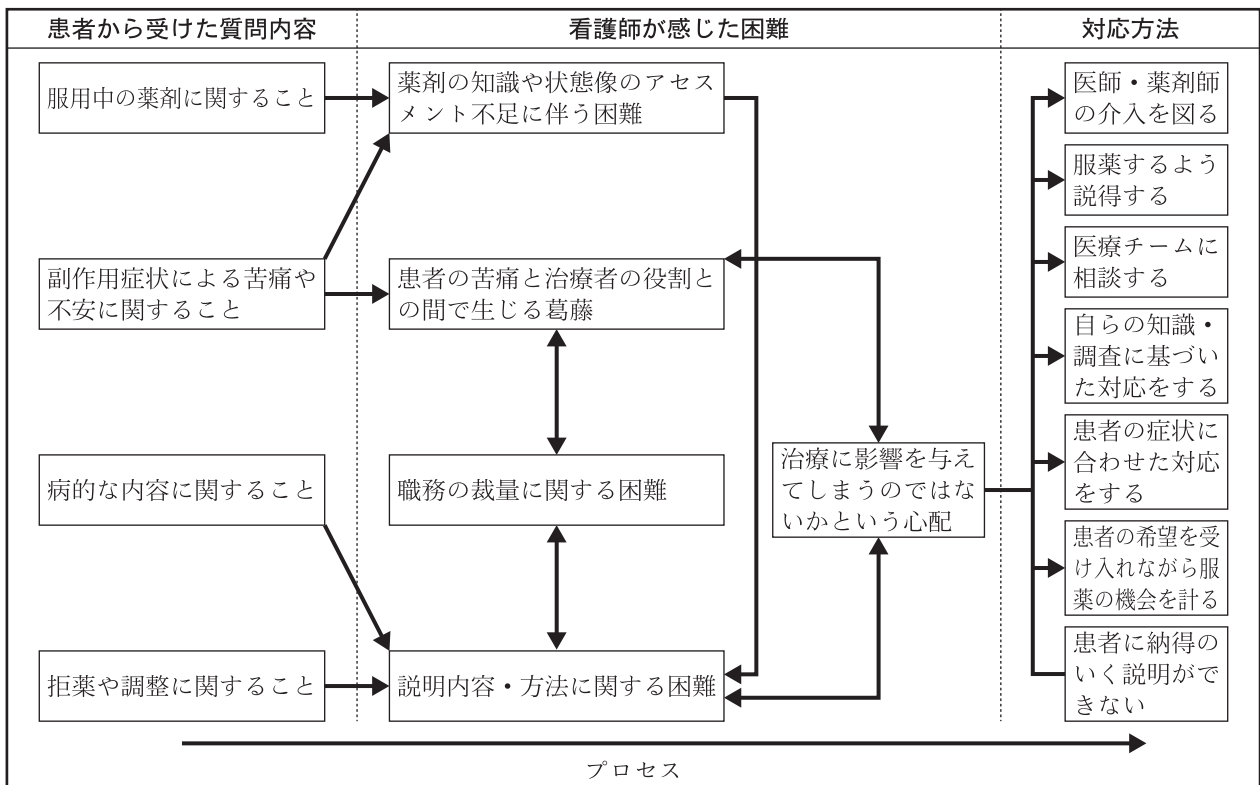 患者から受けた質問内容
看護師が感じた困難
対応方法
服用中の薬剤に関すること
副作用症状による苦痛や
不安に関すること
病的な内容に関すること
拒薬や調整に関すること
薬剤の知識や状態像のアセス
メント不足に伴う困難
患者の苦痛と治療者の役割と
の間で生じる葛藤
職務の裁量に関する困難
説明内容・方法に関する困難
治療に影響を与え
てしまうのではな
いかという心配
医師・薬剤師
の介入を図る
服薬するよう
説得する
医療チームに
相談する
自らの知識・
調査に基づい
た対応をする
患者の症状に
合わせた対応
をする
患者の希望を受
け入れながら服
薬の機会を計る
患者に納得の
いく説明がで
きない
プロセス